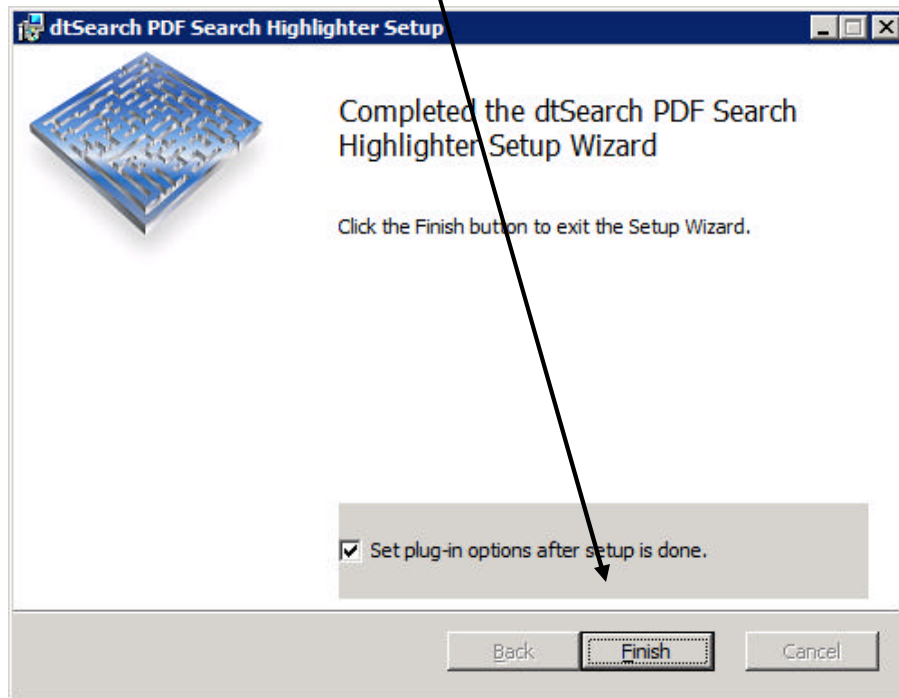 dtSearch PDF Search Highlighter Setup
Completed the dtSearch PDF Search
Highlighter Setup Wizard
Click the Finish button to exit the Setup Wizard.
Set plug-in options after setup is done.
Back Finish Cancel